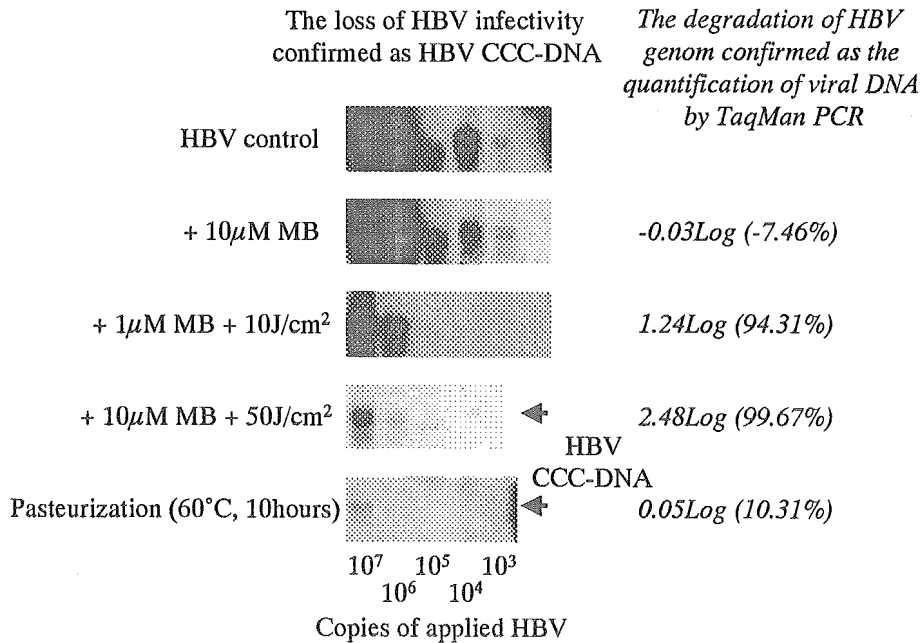 The loss of HBV infectivity
confirmed as HBV CCC-DNA
The degradation of HBV
genom confirmed as the
quantification of viral DNA
by TaqMan PCR
HBV control
+ 10μM MB
-0.03Log (-7.46%)
+ 1μM MB + 10J/cm²
1.24Log (94.31%)
+ 10μM MB + 50J/cm²
2.48Log (99.67%)
HBV
CCC-DNA
Pasteurization (60°C, 10hours)
0.05Log (10.31%)
10⁷ 10⁵ 10³
10⁶ 10⁴
Copies of applied HBV